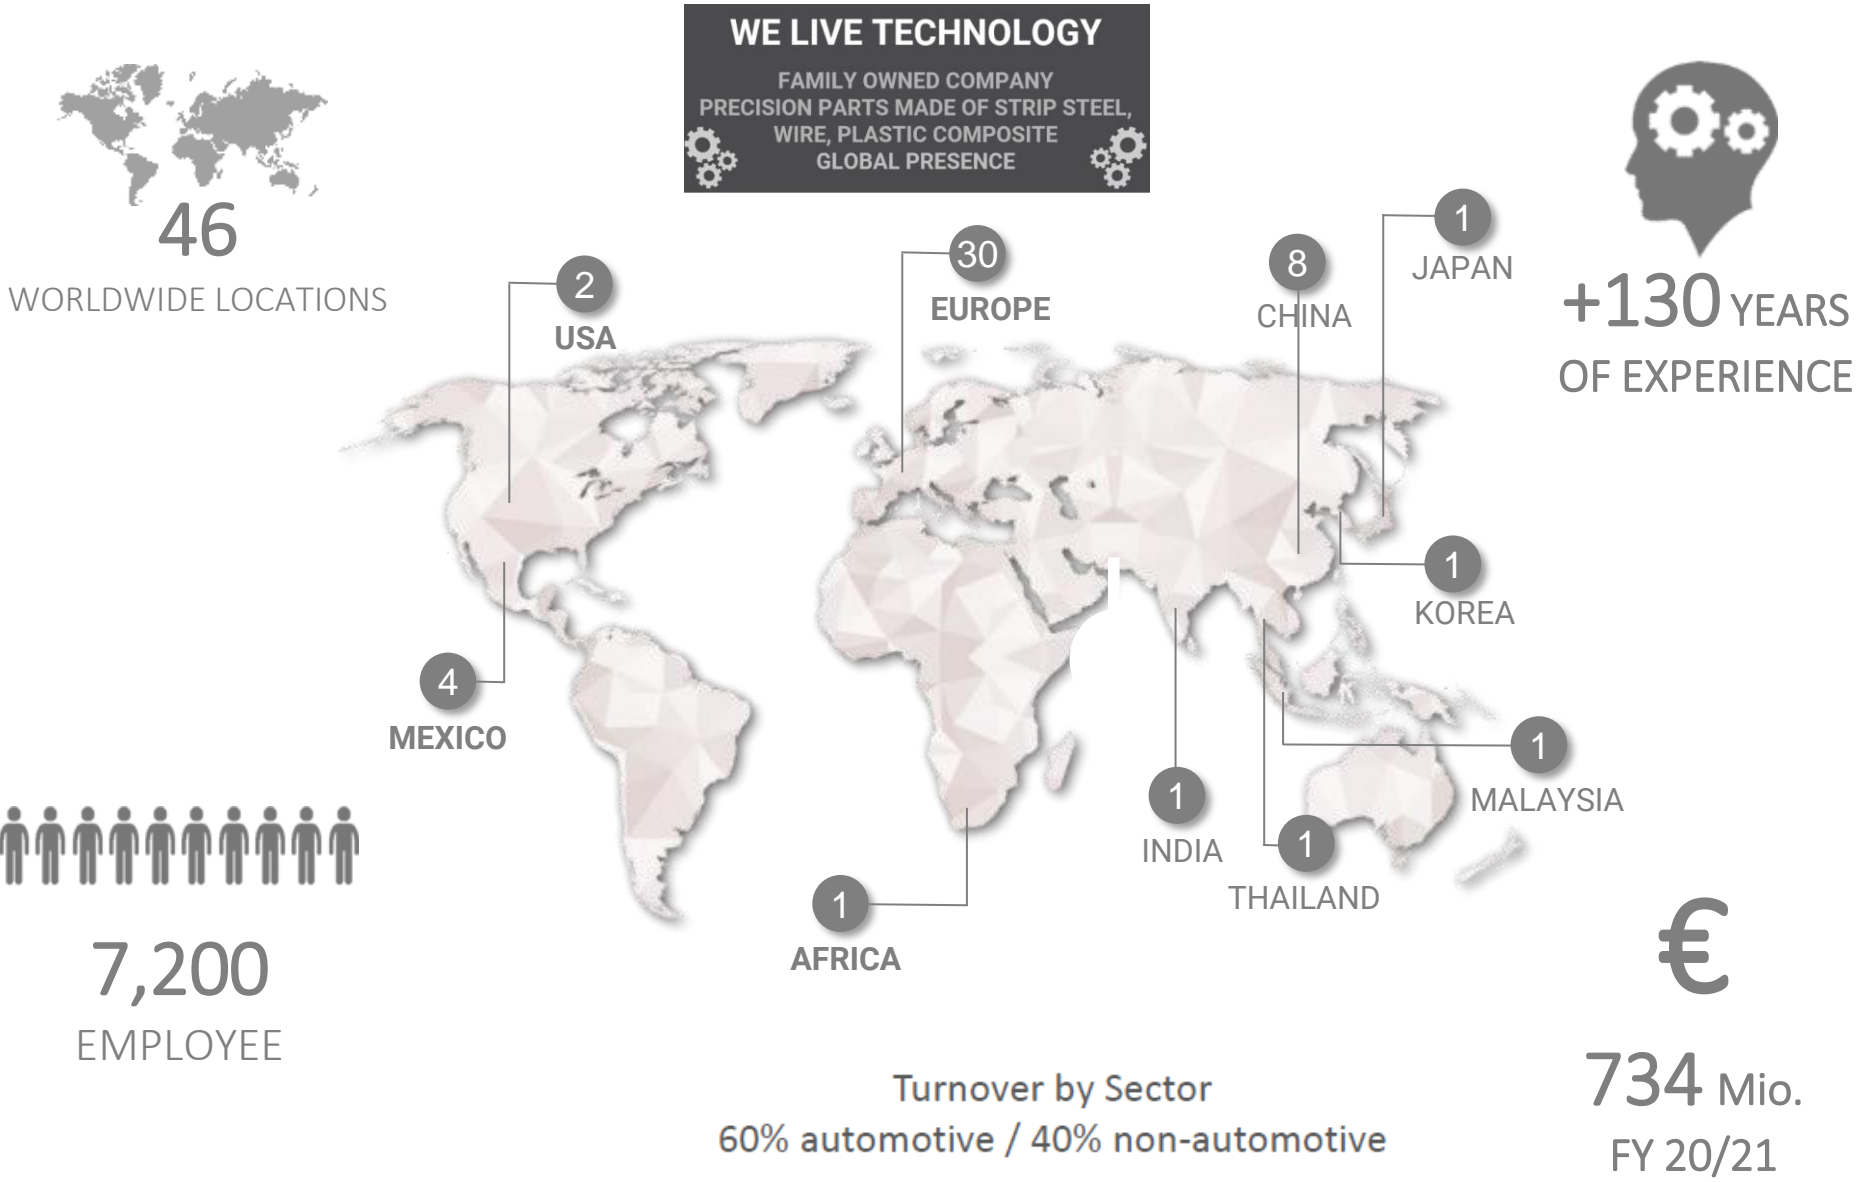 WE LIVE TECHNOLOGY
FAMILY OWNED COMPANY
PRECISION PARTS MADE OF STRIP STEEL,
WIRE, PLASTIC COMPOSITE
GLOBAL PRESENCE
46
WORLDWIDE LOCATIONS
+130 YEARS
OF EXPERIENCE
2
USA
30
EUROPE
8
CHINA
1
JAPAN
1
KOREA
4
MEXICO
1
MALAYSIA
1
INDIA
1
THAILAND
1
AFRICA
7,200
EMPLOYEE
€
734 Mio.
FY 20/21
Turnover by Sector
60% automotive / 40% non-automotive